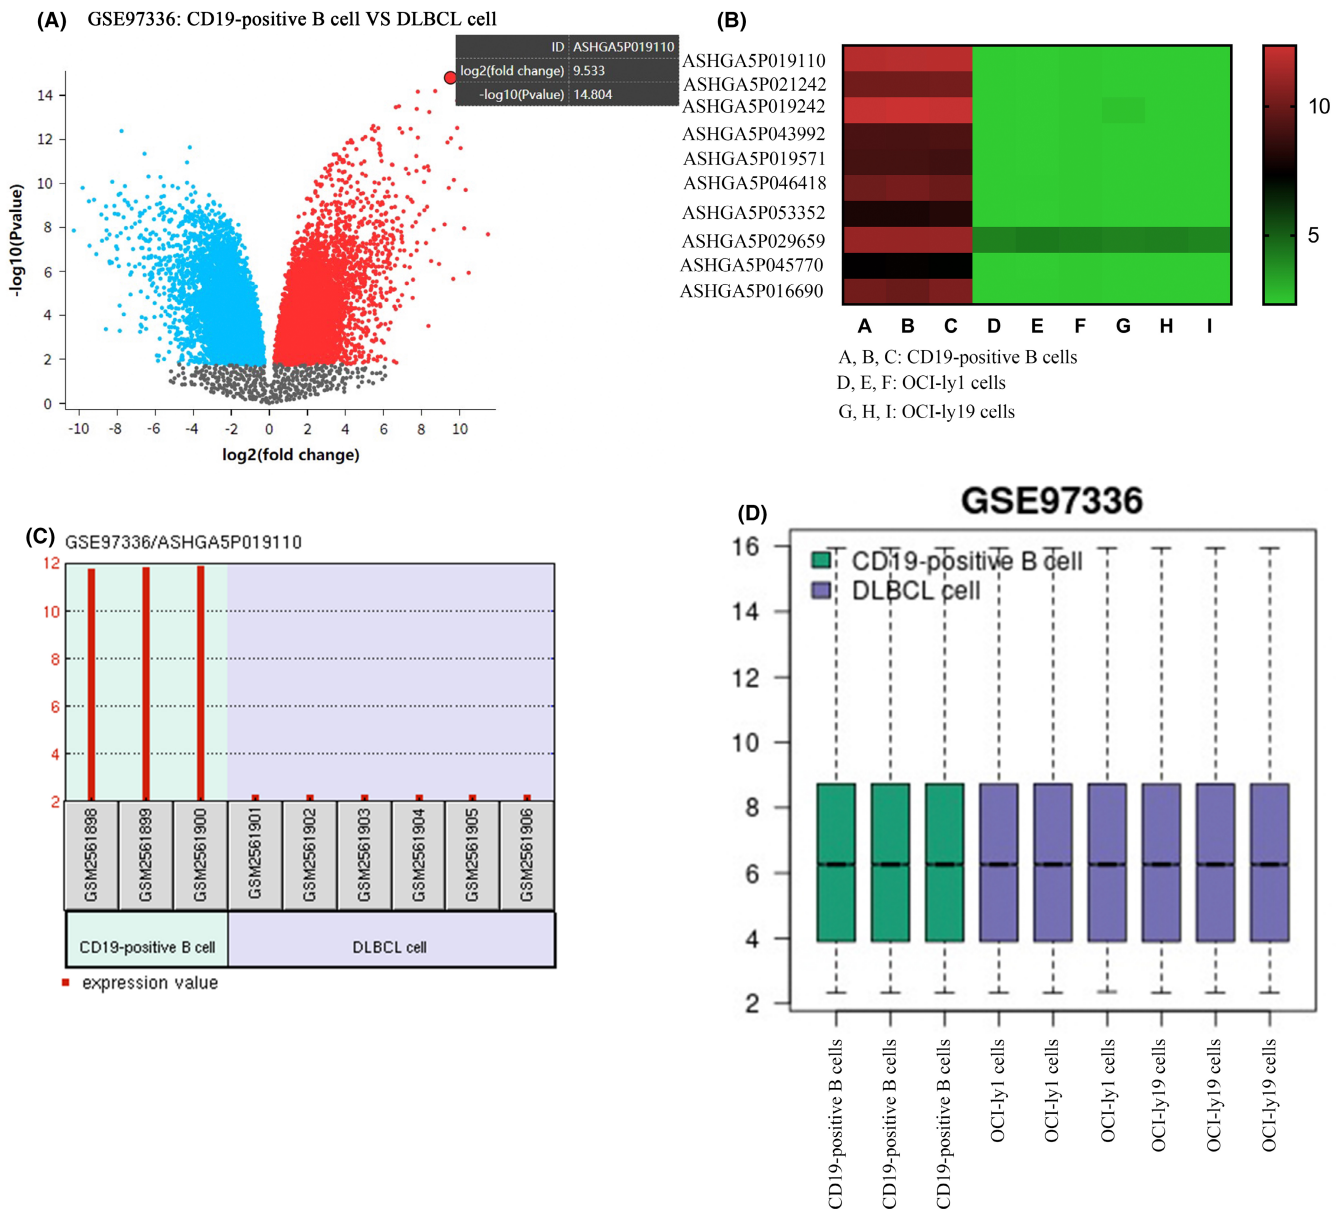 (A) GSE97336: CD19-positive B cell VS DLBCL cell
ID ASHGA5P019110
log2(fold change) 9.533
-log10(Pvalue) 14.804
-log10(Pvalue)
14
12
10
8
6
4
2
0
-10 -8 -6 -4 -2 0 2 4 6 8 10
log2(fold change)
(B)
ASHGA5P019110
ASHGA5P021242
ASHGA5P019242
ASHGA5P043992
ASHGA5P019571
ASHGA5P046418
ASHGA5P053352
ASHGA5P029659
ASHGA5P045770
ASHGA5P016690
A B C D E F G H I
10
5
A, B, C: CD19-positive B cells
D, E, F: OCI-ly1 cells
G, H, I: OCI-ly19 cells
(C)
GSE97336/ASHGA5P019110
12
10
8
6
4
2
GSM2561898
GSM2561899
GSM2561900
GSM2561901
GSM2561902
GSM2561903
GSM2561904
GSM2561905
GSM2561906
CD19-positive B cell DLBCL cell
expression value
(D)
GSE97336
CD19-positive B cell
DLBCL cell
16
14
12
10
8
6
4
2
CD19-positive B cells
CD19-positive B cells
CD19-positive B cells
OCI-ly1 cells
OCI-ly1 cells
OCI-ly1 cells
OCI-ly19 cells
OCI-ly19 cells
OCI-ly19 cells